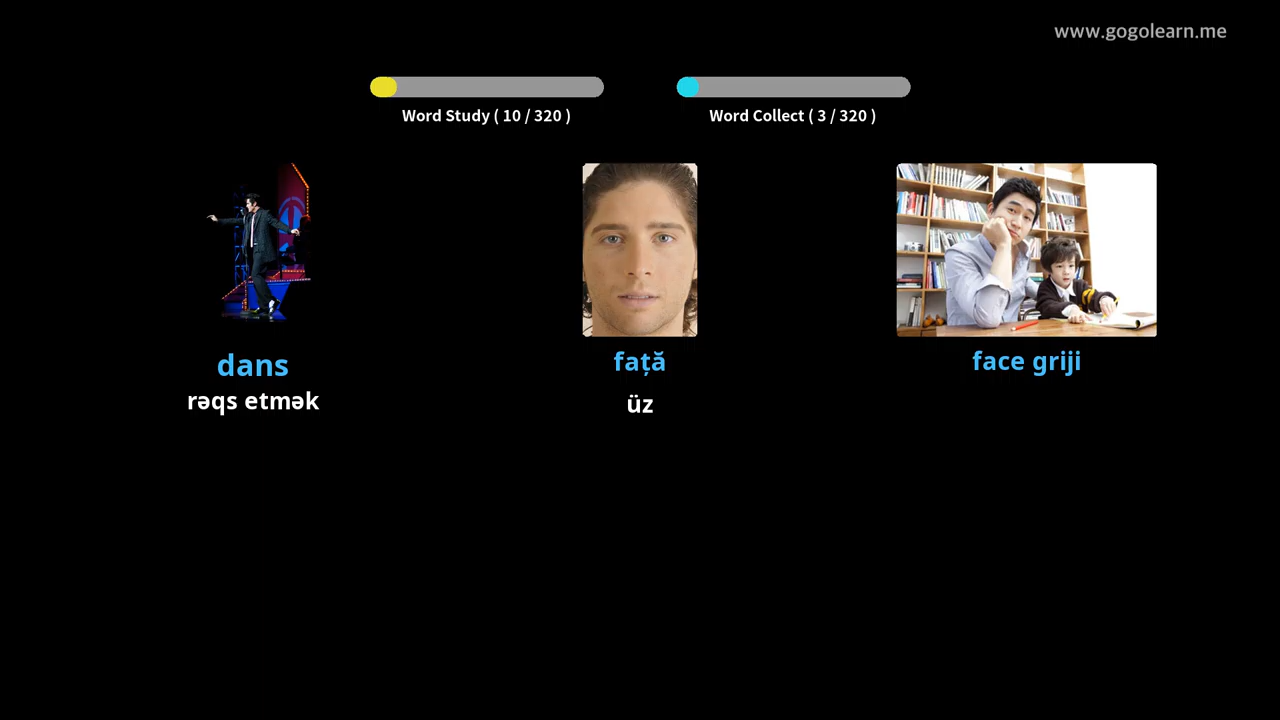 www.gogolearn.me
Word Study ( 10 / 320 )
Word Collect ( 3 / 320 )
dans
rəqs etmək
față
üz
face griji